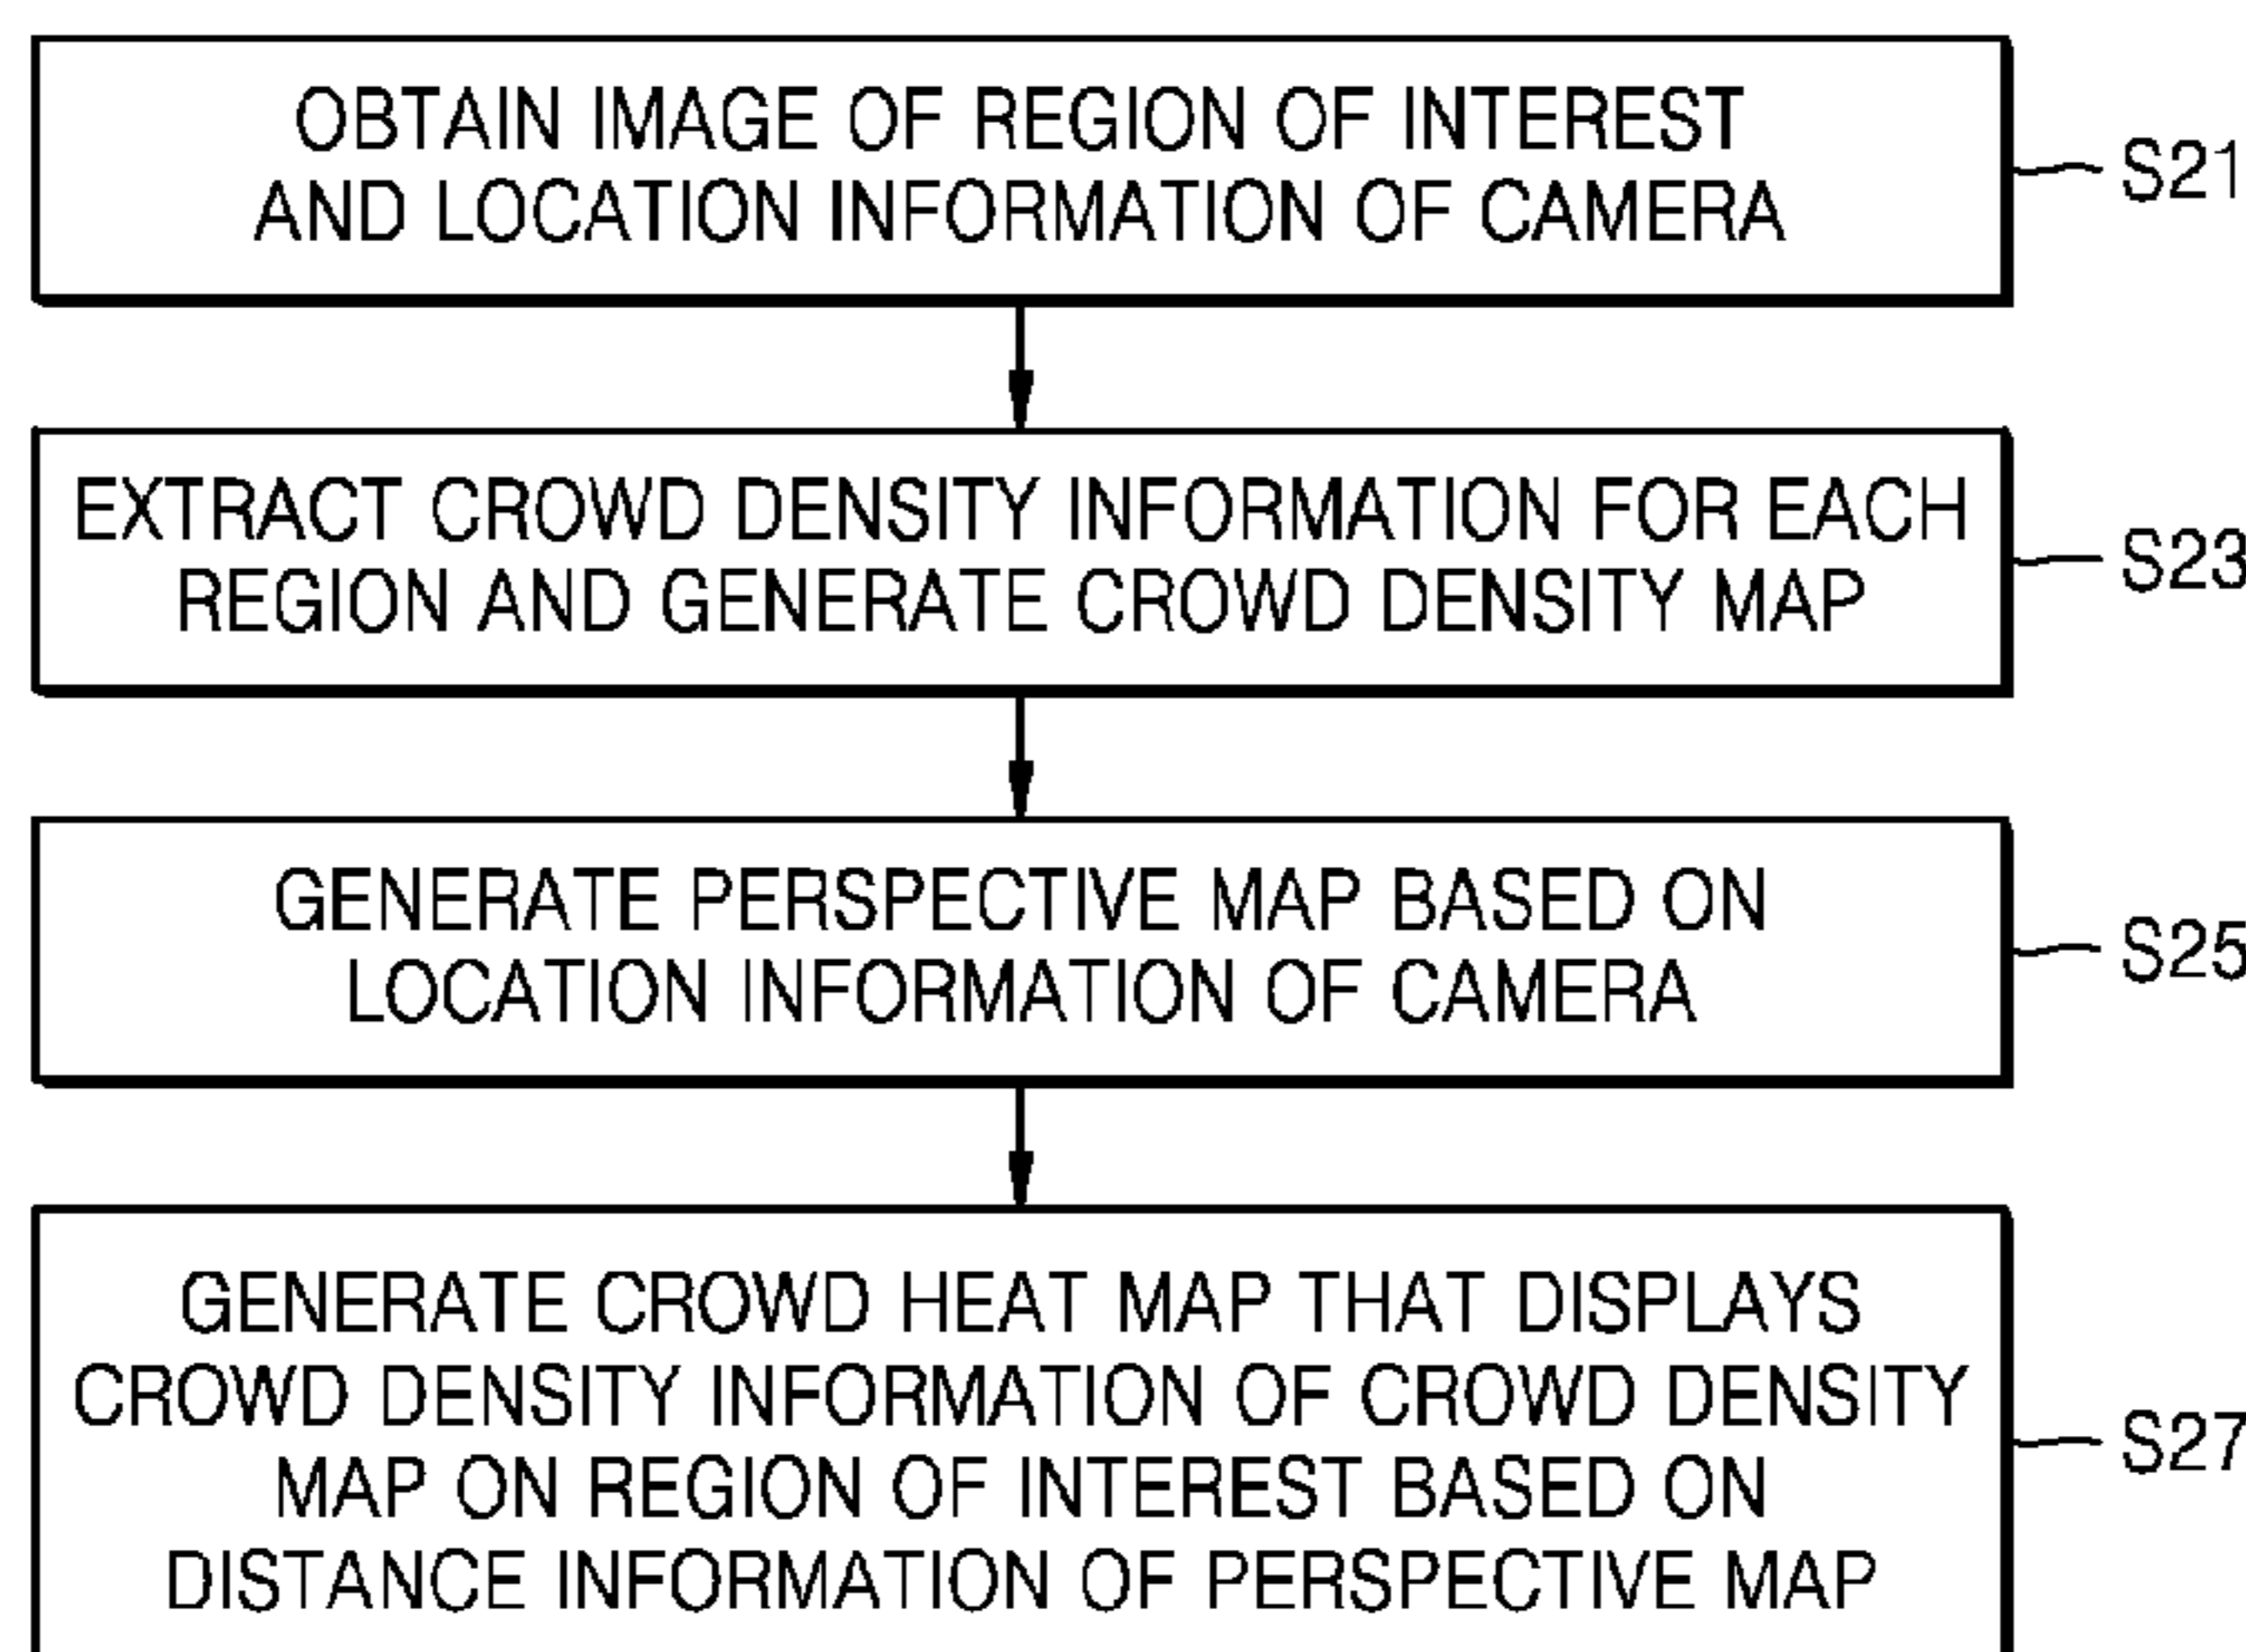 OBTAIN IMAGE OF REGION OF INTEREST
AND LOCATION INFORMATION OF CAMERA
S21
EXTRACT CROWD DENSITY INFORMATION FOR EACH
REGION AND GENERATE CROWD DENSITY MAP
S23
GENERATE PERSPECTIVE MAP BASED ON
LOCATION INFORMATION OF CAMERA
S25
GENERATE CROWD HEAT MAP THAT DISPLAYS
CROWD DENSITY INFORMATION OF CROWD DENSITY
MAP ON REGION OF INTEREST BASED ON
DISTANCE INFORMATION OF PERSPECTIVE MAP
S27